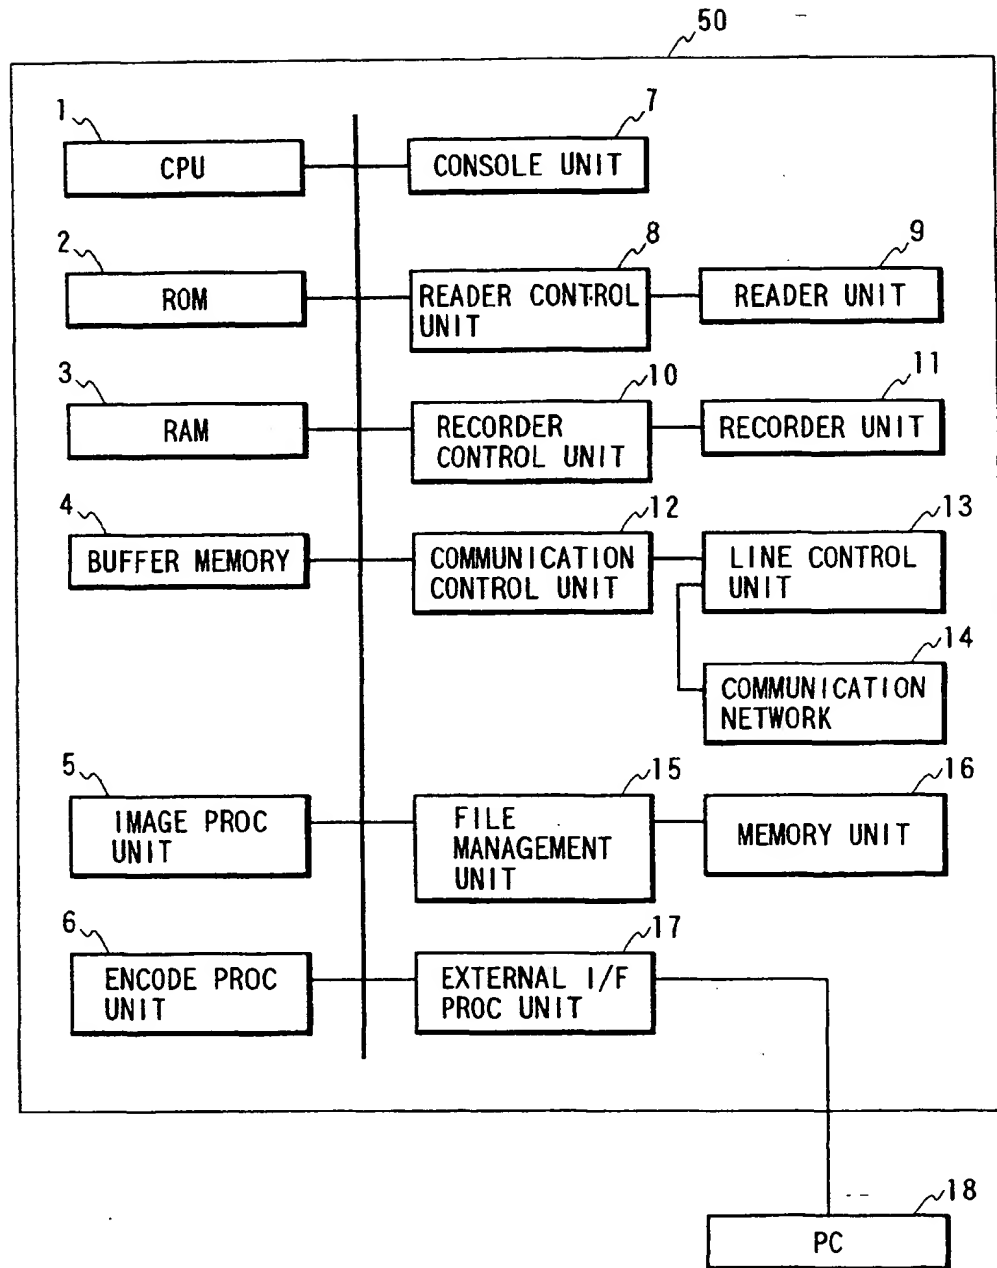 50
1
CPU
7
CONSOLE UNIT
2
ROM
8
READER CONTROL
UNIT
9
READER UNIT
3
RAM
10
RECORDER
CONTROL UNIT
11
RECORDER UNIT
4
BUFFER MEMORY
12
COMMUNICATION
CONTROL UNIT
13
LINE CONTROL
UNIT
14
COMMUNICATION
NETWORK
5
IMAGE PROC
UNIT
15
FILE
MANAGEMENT
UNIT
16
MEMORY UNIT
6
ENCODE PROC
UNIT
17
EXTERNAL I/F
PROC UNIT
18
PC